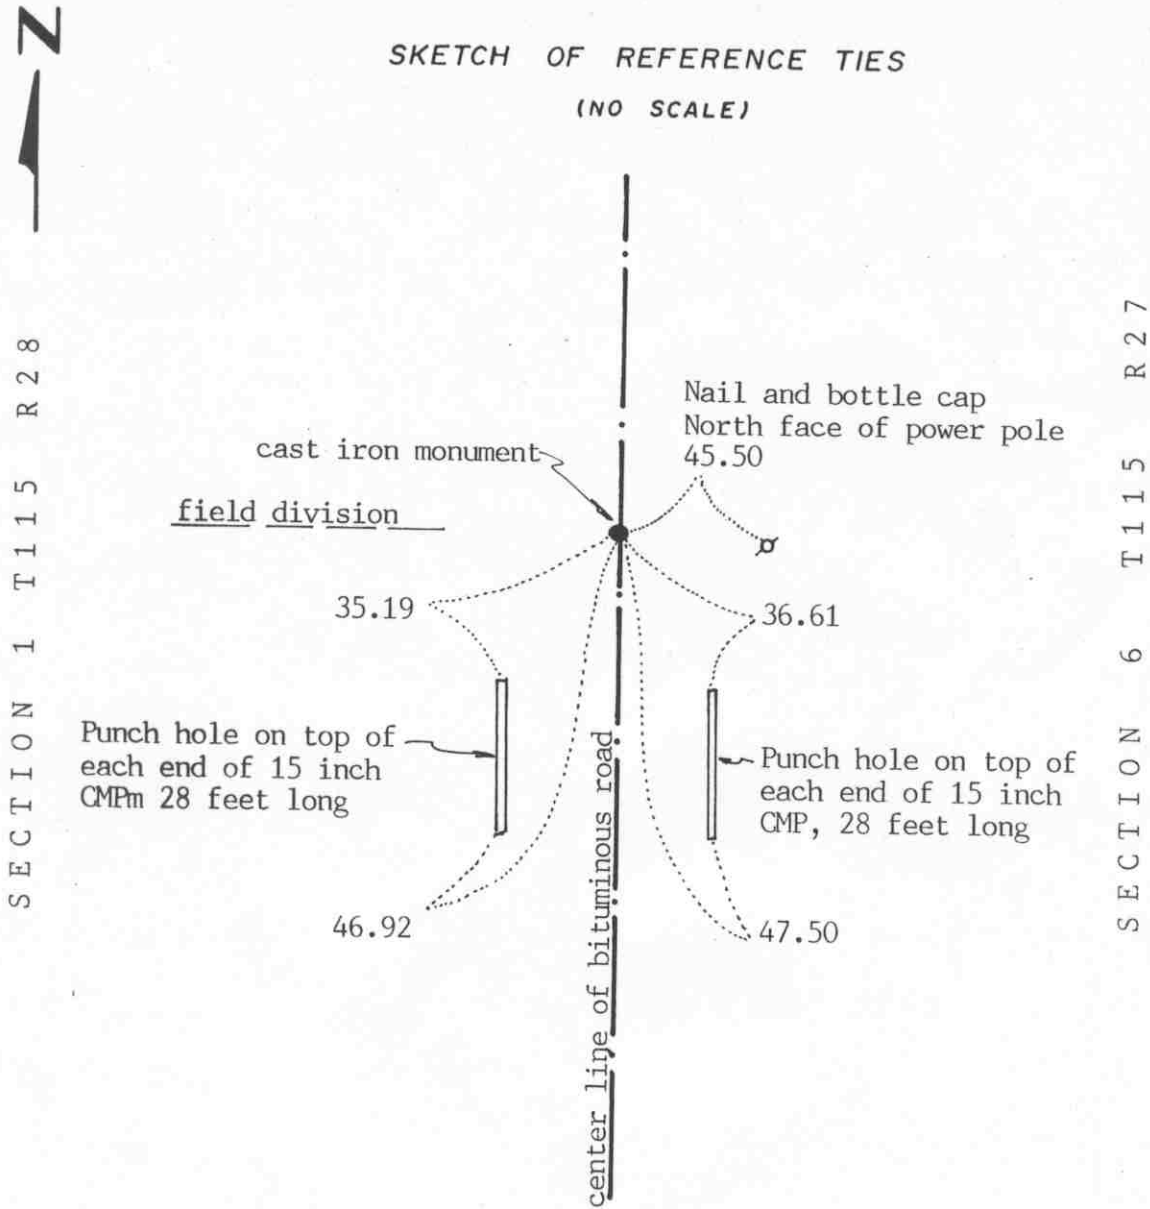 N
SKETCH OF REFERENCE TIES
(NO SCALE)
SECTION 1 T115 R28
SECTION 6 T115 R27
Nail and bottle cap
North face of power pole
45.50
cast iron monument
field division
35.19
36.61
Punch hole on top of
each end of 15 inch
CMPm 28 feet long
Punch hole on top of
each end of 15 inch
CMP, 28 feet long
46.92
47.50
center line of bituminous road